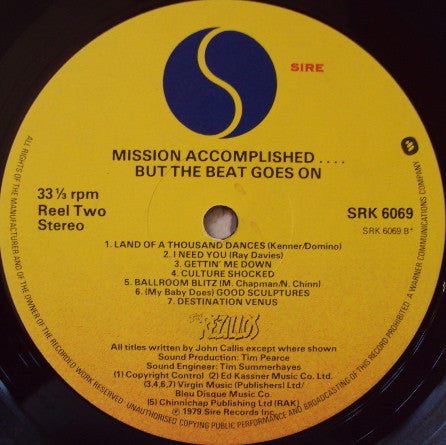 SIRE
MISSION ACCOMPLISHED . . . .
BUT THE BEAT GOES ON
33 ⅓ rpm
Reel Two
Stereo
SRK 6069
SRK 6069 B*
1. LAND OF A THOUSAND DANCES (Kenner/Domino)
2. I NEED YOU (Ray Davies)
3. GETTIN' ME DOWN
4. CULTURE SHOCKED
5. BALLROOM BLITZ (M. Chapman/N. Chinn)
6. (My Baby Does) GOOD SCULPTURES
7. DESTINATION VENUS
The REZILLOS
All titles written by John Callis except where shown
Sound Production: Tim Pearce
Sound Engineer: Tim Summerhayes
(1) Copyright Control (2) Ed Kassner Music Co. Ltd.
(3,4,6,7) Virgin Music (Publishers) Ltd/
Bleu Disque Music Co./
(5) Chinnichap Publishing Ltd (RAK)
℗ 1979 Sire Records Inc.
ALL RIGHTS OF THE MANUFACTURER AND OF THE OWNER OF THE RECORDED WORK RESERVED UNAUTHORISED COPYING PUBLIC PERFORMANCE AND BROADCASTING OF THIS RECORD PROHIBITED A WARNER COMMUNICATIONS COMPANY